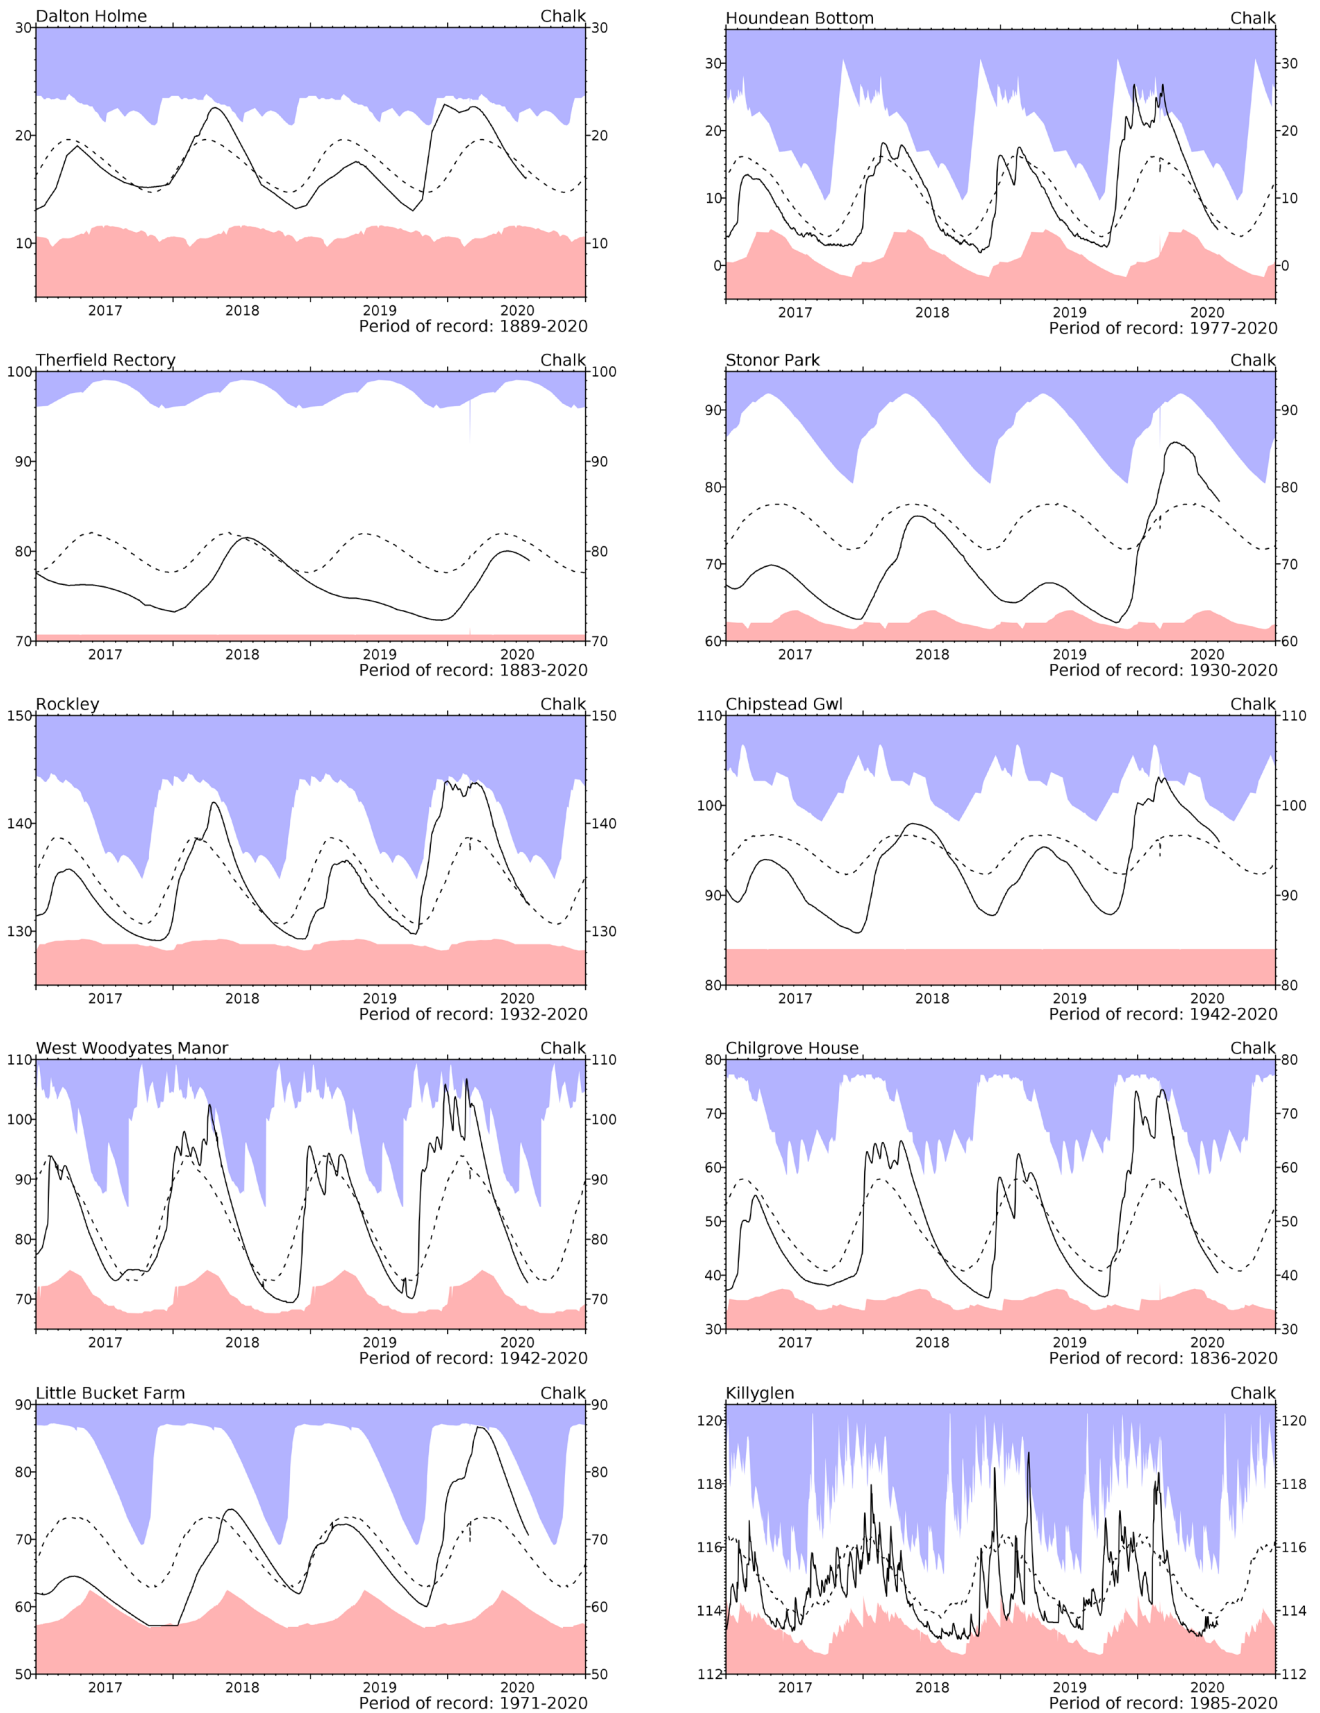 Dalton Holme Chalk
30 30
20 20
10 10
2017 2018 2019 2020
Period of record: 1889-2020
Houndean Bottom Chalk
30 30
20 20
10 10
0 0
2017 2018 2019 2020
Period of record: 1977-2020
Therfield Rectory Chalk
100 100
90 90
80 80
70 70
2017 2018 2019 2020
Period of record: 1883-2020
Stonor Park Chalk
90 90
80 80
70 70
60 60
2017 2018 2019 2020
Period of record: 1930-2020
Rockley Chalk
150 150
140 140
130 130
2017 2018 2019 2020
Period of record: 1932-2020
Chipstead Gwl Chalk
110 110
100 100
90 90
80 80
2017 2018 2019 2020
Period of record: 1942-2020
West Woodyates Manor Chalk
110 110
100 100
90 90
80 80
70 70
2017 2018 2019 2020
Period of record: 1942-2020
Chilgrove House Chalk
80 80
70 70
60 60
50 50
40 40
30 30
2017 2018 2019 2020
Period of record: 1836-2020
Little Bucket Farm Chalk
90 90
80 80
70 70
60 60
50 50
2017 2018 2019 2020
Period of record: 1971-2020
Killyglen Chalk
120 120
118 118
116 116
114 114
112 112
2017 2018 2019 2020
Period of record: 1985-2020